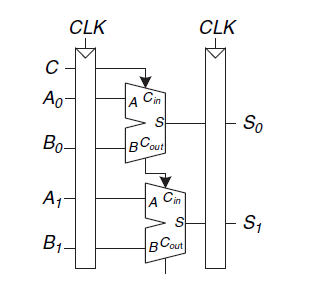 CLK CLK
C
A0 A Cin
S S0
B0 B Cout
A1 A Cin
S S1
B1 B Cout